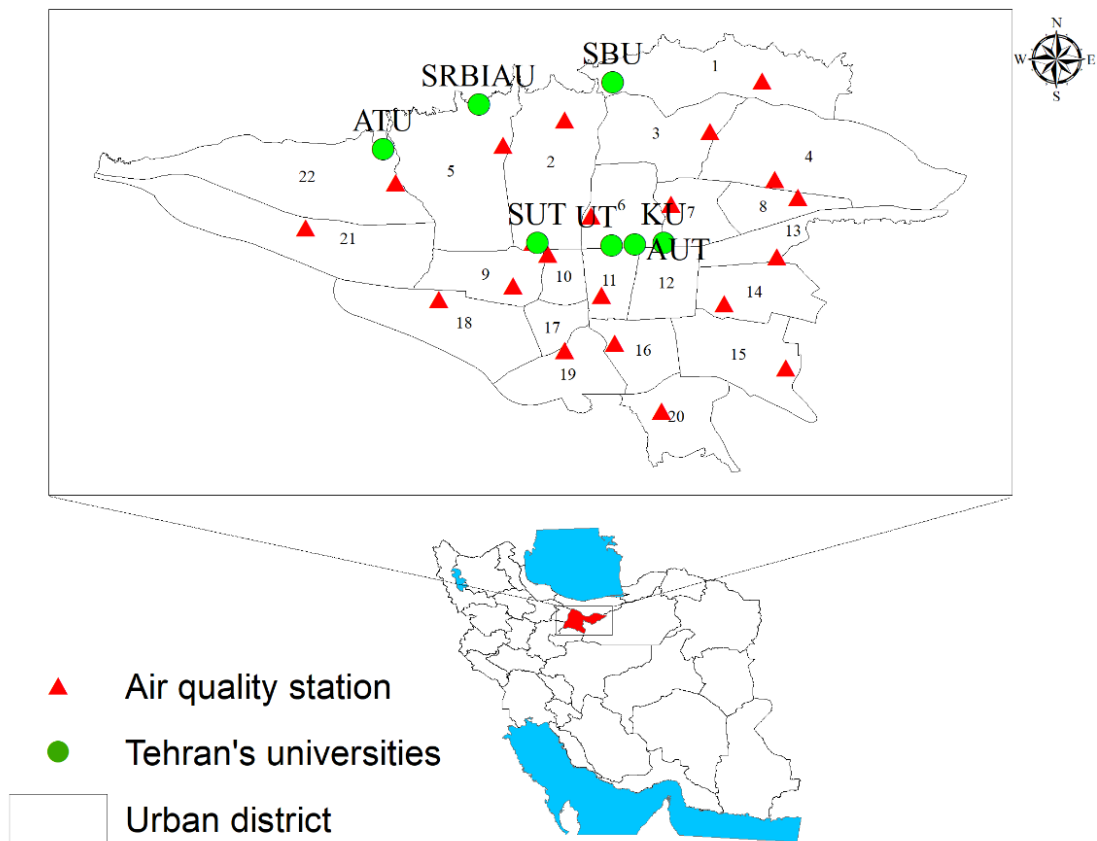 N
W E
S
SBU
1
SRBIAU
ATU
3
2
4
5
22
8
6
7
SUT UT KU
13
21
AUT
9
10
11
12
14
18
17
16
15
19
20
Air quality station
Tehran's universities
Urban district